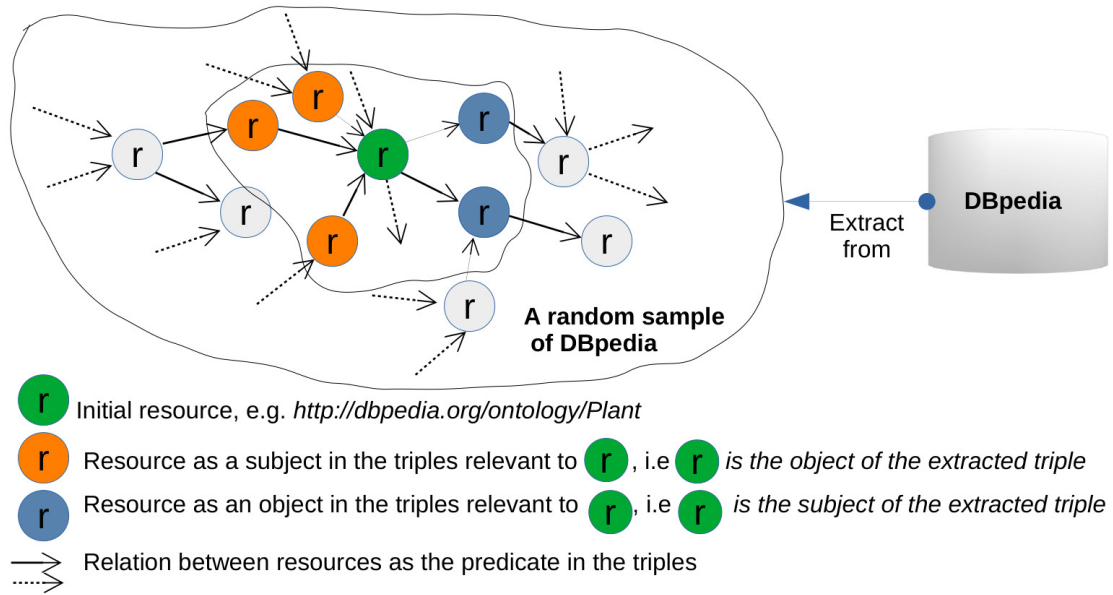 r
r
r
r
r
r
r
r
r
r
r
r
DBpedia
Extract
from
A random sample
of DBpedia
r Initial resource, e.g. http://dbpedia.org/ontology/Plant
r Resource as a subject in the triples relevant to r , i.e r is the object of the extracted triple
r Resource as an object in the triples relevant to r , i.e r is the subject of the extracted triple
Relation between resources as the predicate in the triples